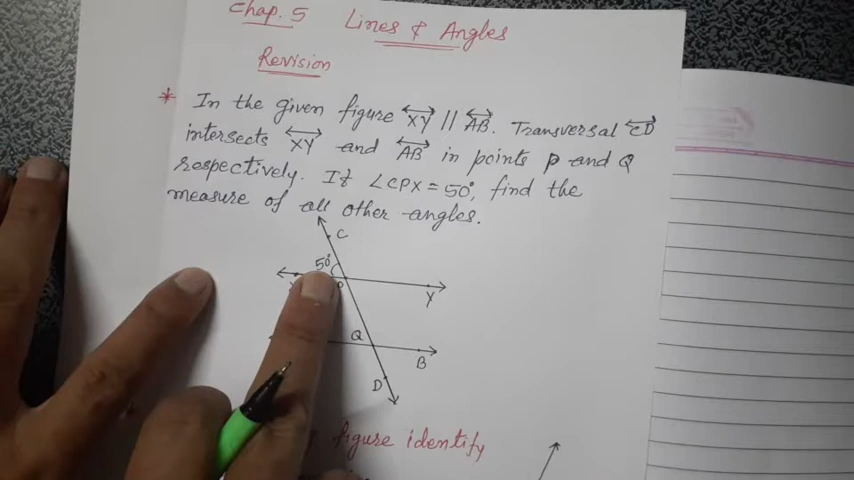 Chap. 5 Lines & Angles
Revision
* In the given figure XY || AB. Transversal CD
intersects XY and AB in points P and Q
respectively. If ∠CPX = 50°, find the
measure of all other angles.
C
50°
P
Y
Q
B
D
figure identify